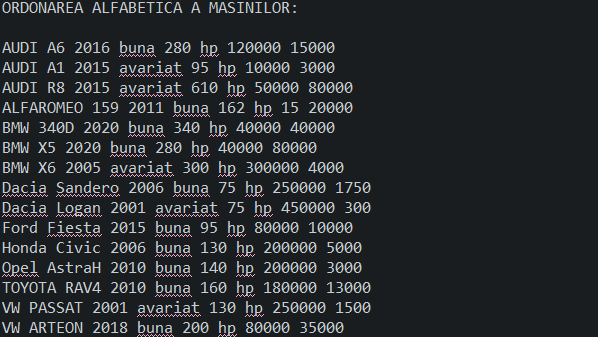 ORDONAREA ALFABETICA A MASINILOR:
AUDI A6 2016 buna 280 hp 120000 15000
AUDI A1 2015 avariat 95 hp 10000 3000
AUDI R8 2015 avariat 610 hp 50000 80000
ALFAROMEO 159 2011 buna 162 hp 15 20000
BMW 340D 2020 buna 340 hp 40000 40000
BMW X5 2020 buna 280 hp 40000 80000
BMW X6 2005 avariat 300 hp 300000 4000
Dacia Sandero 2006 buna 75 hp 250000 1750
Dacia Logan 2001 avariat 75 hp 450000 300
Ford Fiesta 2015 buna 95 hp 80000 10000
Honda Civic 2006 buna 130 hp 200000 5000
Opel AstraH 2010 buna 140 hp 200000 3000
TOYOTA RAV4 2010 buna 160 hp 180000 13000
VW PASSAT 2001 avariat 130 hp 250000 1500
VW ARTEON 2018 buna 200 hp 80000 35000